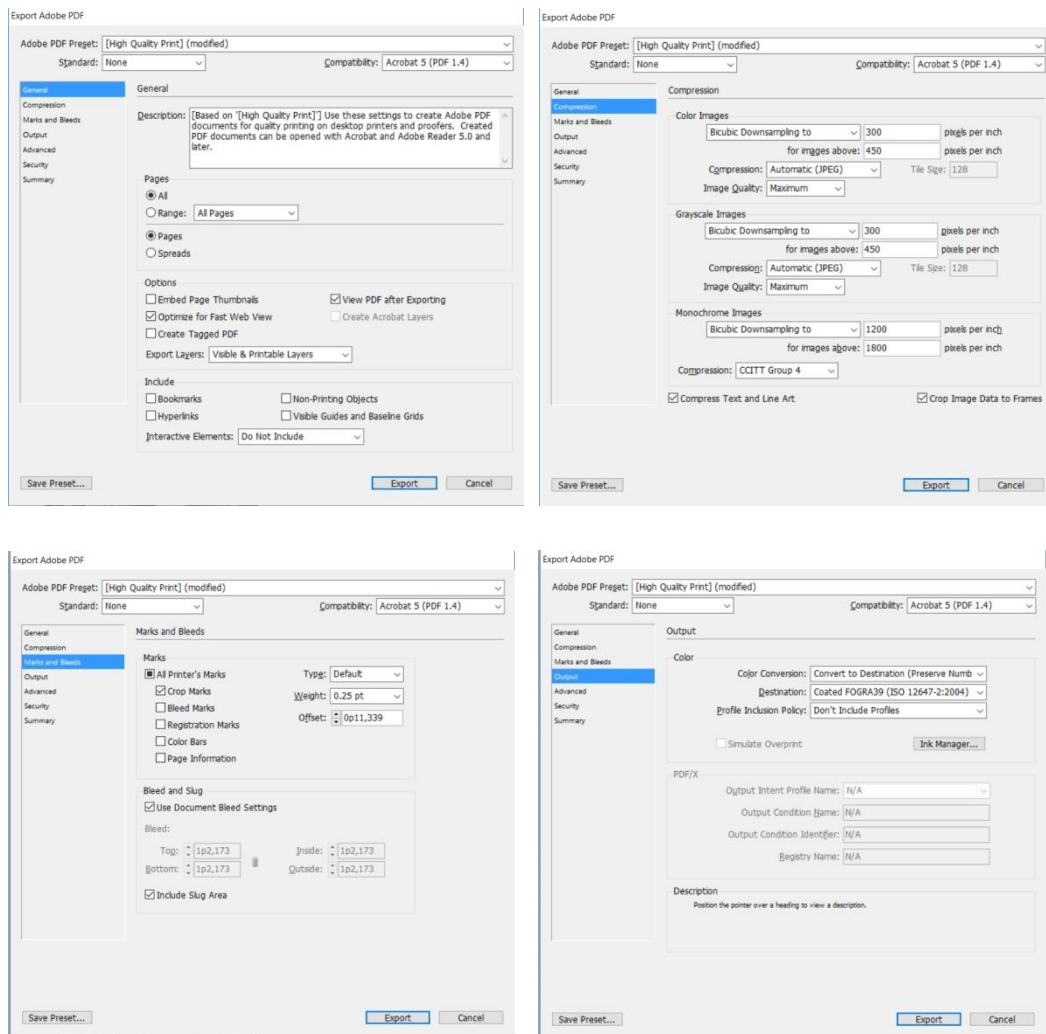 Export Adobe PDF
Adobe PDF Preset: [High Quality Print] (modified)
Standard: None Compatibility: Acrobat 5 (PDF 1.4)
General
Compression
Marks and Bleeds
Output
Advanced
Security
Summary
General
Description: [Based on '[High Quality Print]'] Use these settings to create Adobe PDF
documents for quality printing on desktop printers and proofers. Created
PDF documents can be opened with Acrobat and Adobe Reader 5.0 and
later.
Pages
All
Range: All Pages
Pages
Spreads
Options
Embed Page Thumbnails View PDF after Exporting
Optimize for Fast Web View Create Acrobat Layers
Create Tagged PDF
Export Layers: Visible & Printable Layers
Include
Bookmarks Non-Printing Objects
Hyperlinks Visible Guides and Baseline Grids
Interactive Elements: Do Not Include
Save Preset... Export Cancel
Export Adobe PDF
Adobe PDF Preset: [High Quality Print] (modified)
Standard: None Compatibility: Acrobat 5 (PDF 1.4)
General
Compression
Marks and Bleeds
Output
Advanced
Security
Summary
Compression
Color Images
Bicubic Downsampling to 300 pixels per inch
for images above: 450 pixels per inch
Compression: Automatic (JPEG) Tile Size: 128
Image Quality: Maximum
Grayscale Images
Bicubic Downsampling to 300 pixels per inch
for images above: 450 pixels per inch
Compression: Automatic (JPEG) Tile Size: 128
Image Quality: Maximum
Monochrome Images
Bicubic Downsampling to 1200 pixels per inch
for images above: 1800 pixels per inch
Compression: CCITT Group 4
Compress Text and Line Art Crop Image Data to Frames
Save Preset... Export Cancel
Export Adobe PDF
Adobe PDF Preset: [High Quality Print] (modified)
Standard: None Compatibility: Acrobat 5 (PDF 1.4)
General
Compression
Marks and Bleeds
Output
Advanced
Security
Summary
Marks and Bleeds
Marks
All Printer's Marks Type: Default
Crop Marks Weight: 0.25 pt
Bleed Marks Offset: 0p11,339
Registration Marks
Color Bars
Page Information
Bleed and Slug
Use Document Bleed Settings
Bleed:
Top: 1p2,173 Inside: 1p2,173
Bottom: 1p2,173 Outside: 1p2,173
Include Slug Area
Save Preset... Export Cancel
Export Adobe PDF
Adobe PDF Preset: [High Quality Print] (modified)
Standard: None Compatibility: Acrobat 5 (PDF 1.4)
General
Compression
Marks and Bleeds
Output
Advanced
Security
Summary
Output
Color
Color Conversion: Convert to Destination (Preserve Numb
Destination: Coated FOGRA39 (ISO 12647-2:2004)
Profile Inclusion Policy: Don't Include Profiles
Simulate Overprint Ink Manager...
PDF/X
Output Intent Profile Name: N/A
Output Condition Name: N/A
Output Condition Identifier: N/A
Registry Name: N/A
Description
Position the pointer over a heading to view a description.
Save Preset... Export Cancel